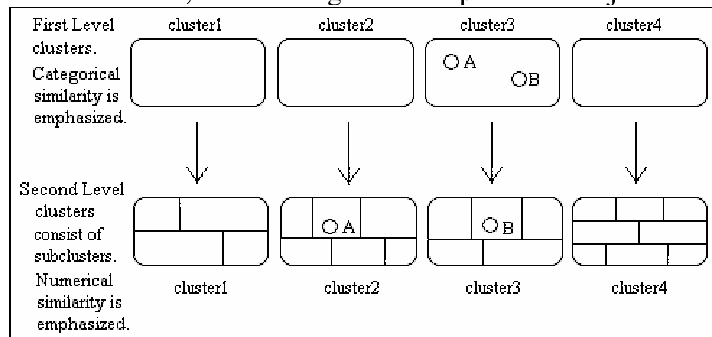 First Level
clusters.
Categorical
similarity is
emphasized.
cluster1
cluster2
cluster3
cluster4
A
B
Second Level
clusters
consist of
subclusters.
Numerical
similarity is
emphasized.
A
B
cluster1
cluster2
cluster3
cluster4